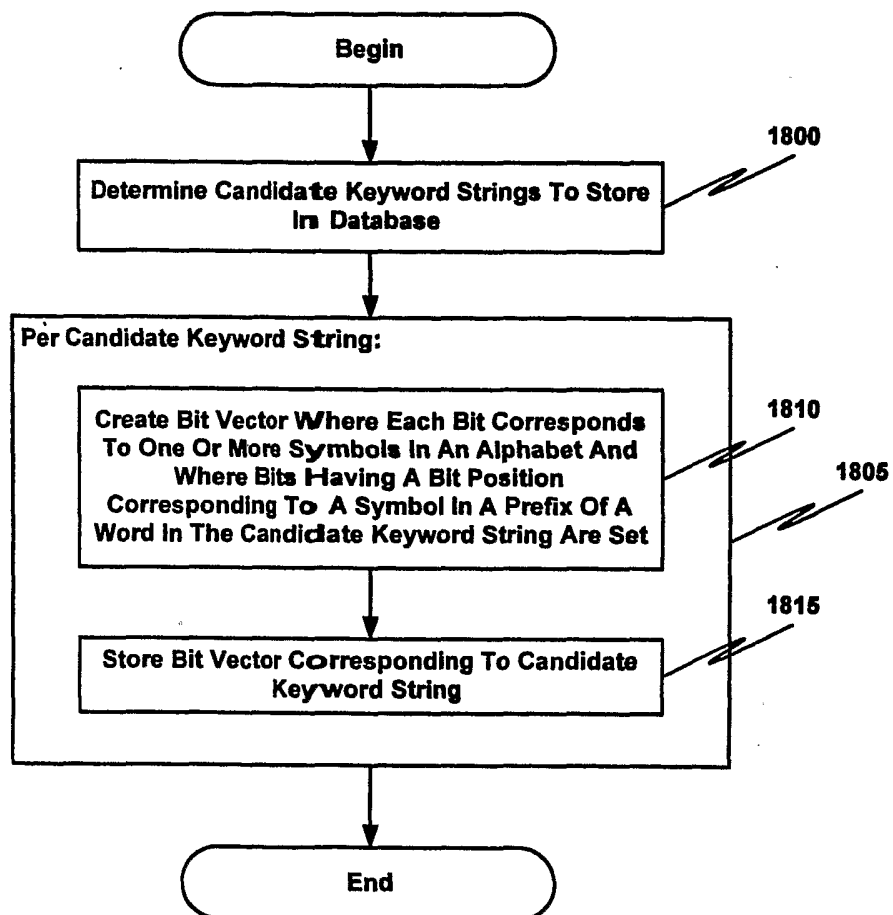 Begin
1800
Determine Candidate Keyword Strings To Store
In Database
Per Candidate Keyword String:
1810
Create Bit Vector Where Each Bit Corresponds
To One Or More Symbols In An Alphabet And
Where Bits Having A Bit Position
Corresponding To A Symbol In A Prefix Of A
Word In The Candidate Keyword String Are Set
1805
1815
Store Bit Vector Corresponding To Candidate
Keyword String
End